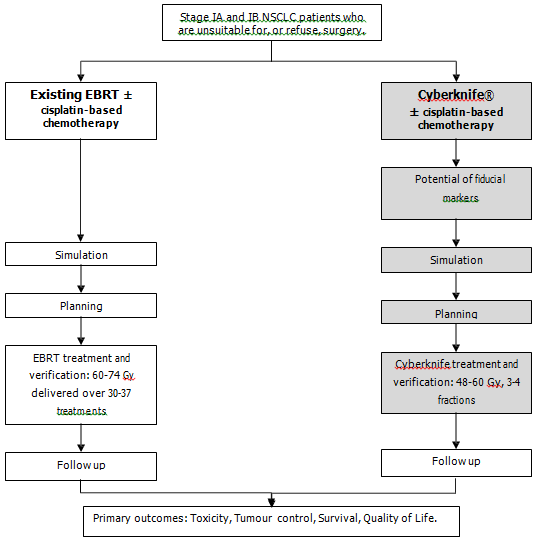 Stage IA and IB NSCLC patients who
are unsuitable for, or refuse, surgery.
Existing EBRT ±
cisplatin-based
chemotherapy
Cyberknife®
± cisplatin-based
chemotherapy
Potential of fiducial
markers
Simulation
Simulation
Planning
Planning
EBRT treatment and
verification: 60-74 Gy
delivered over 30-37
treatments
Cyberknife treatment and
verification: 48-60 Gy, 3-4
fractions
Follow up
Follow up
Primary outcomes: Toxicity, Tumour control, Survival, Quality of Life.